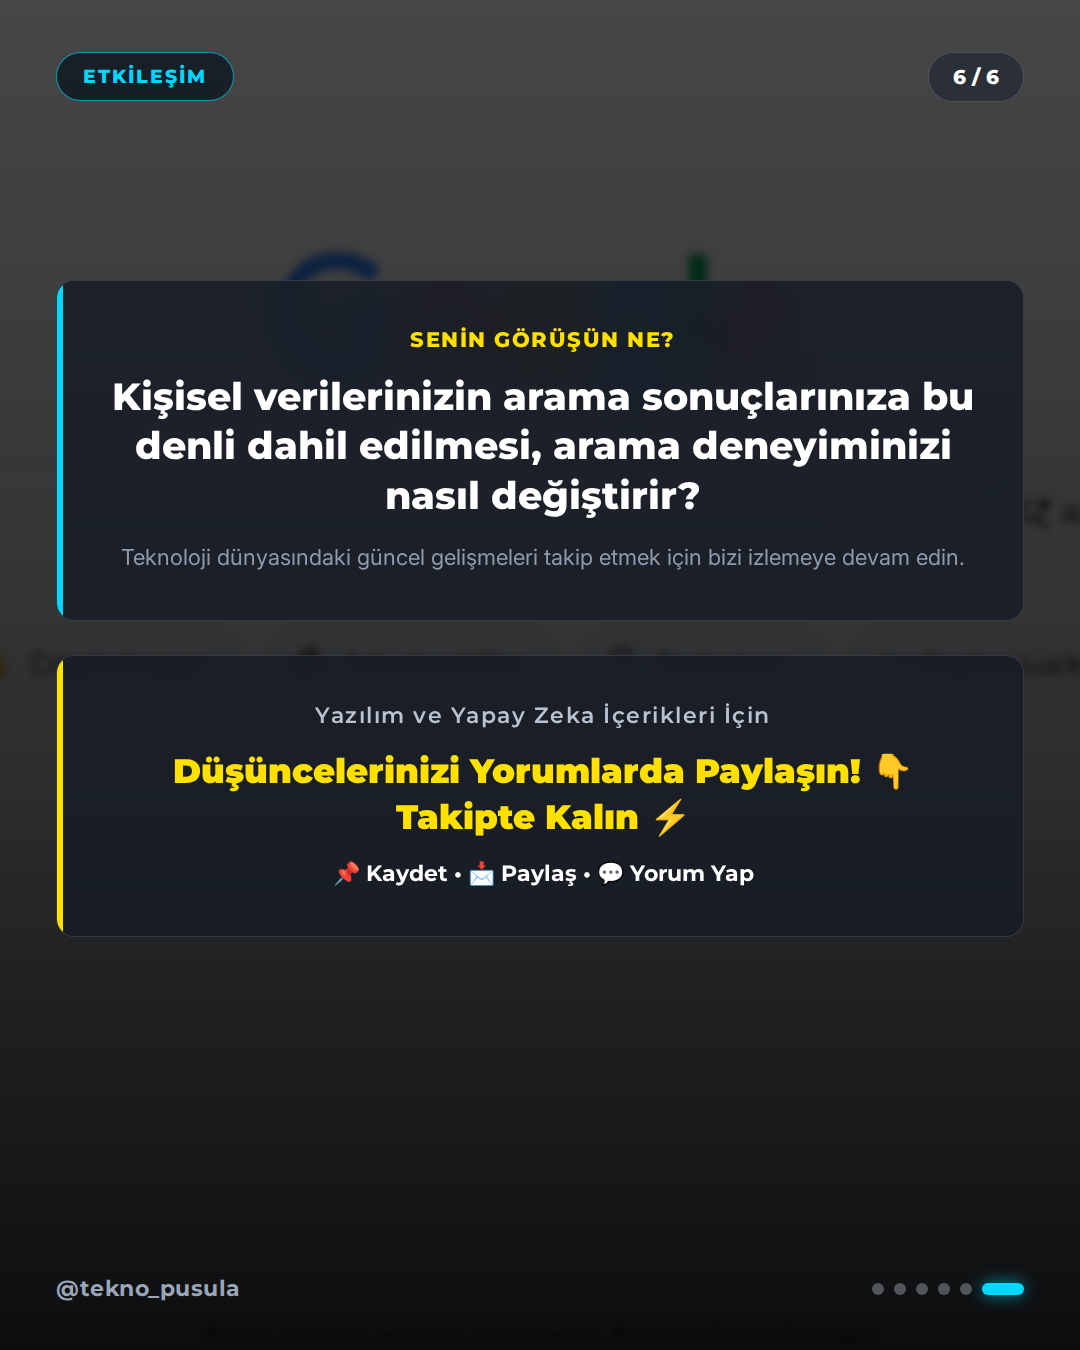 ETKİLEŞİM
6 / 6
SENİN GÖRÜŞÜN NE?
Kişisel verilerinizin arama sonuçlarınıza bu
denli dahil edilmesi, arama deneyiminizi
nasıl değiştirir?
Teknoloji dünyasındaki güncel gelişmeleri takip etmek için bizi izlemeye devam edin.
Yazılım ve Yapay Zeka İçerikleri İçin
Düşüncelerinizi Yorumlarda Paylaşın! 👇
Takipte Kalın ⚡
📌 Kaydet • 📩 Paylaş • 💬 Yorum Yap
@tekno_pusula